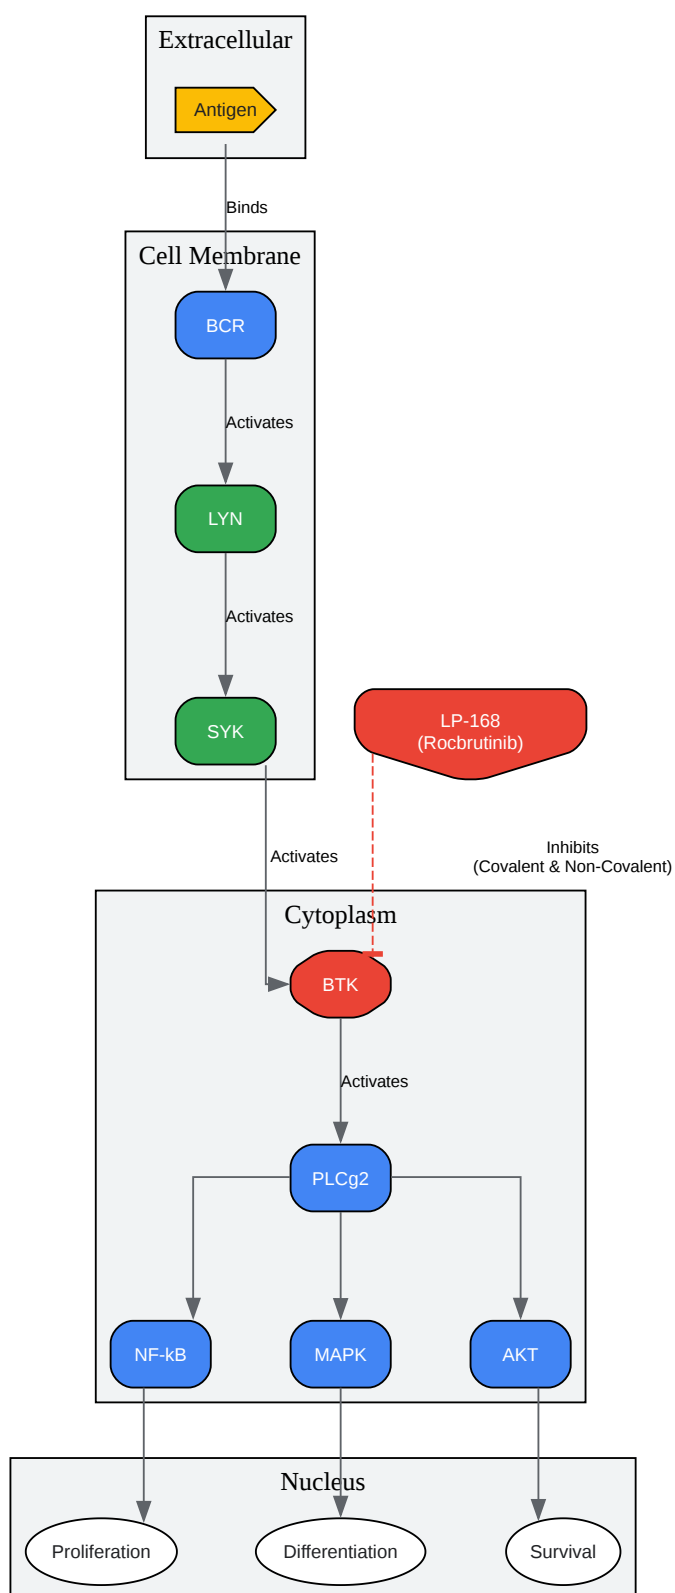 Extracellular
Antigen
Binds
Cell Membrane
BCR
Activates
LYN
Activates
SYK
LP-168
(Rocbrutinib)
Activates
Inhibits
(Covalent & Non-Covalent)
Cytoplasm
BTK
Activates
PLCg2
NF-kB
MAPK
AKT
Nucleus
Proliferation
Differentiation
Survival